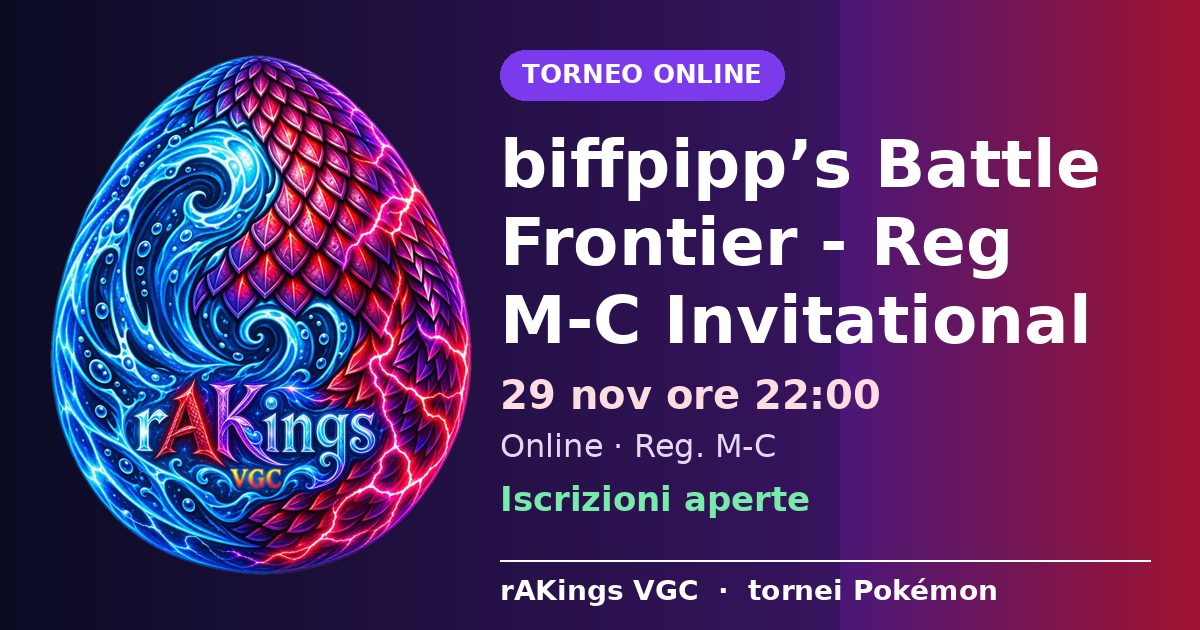 rAKings
VGC
TORNEO ONLINE
biffpipp’s Battle
Frontier - Reg
M-C Invitational
29 nov ore 22:00
Online · Reg. M-C
Iscrizioni aperte
rAKings VGC · tornei Pokémon